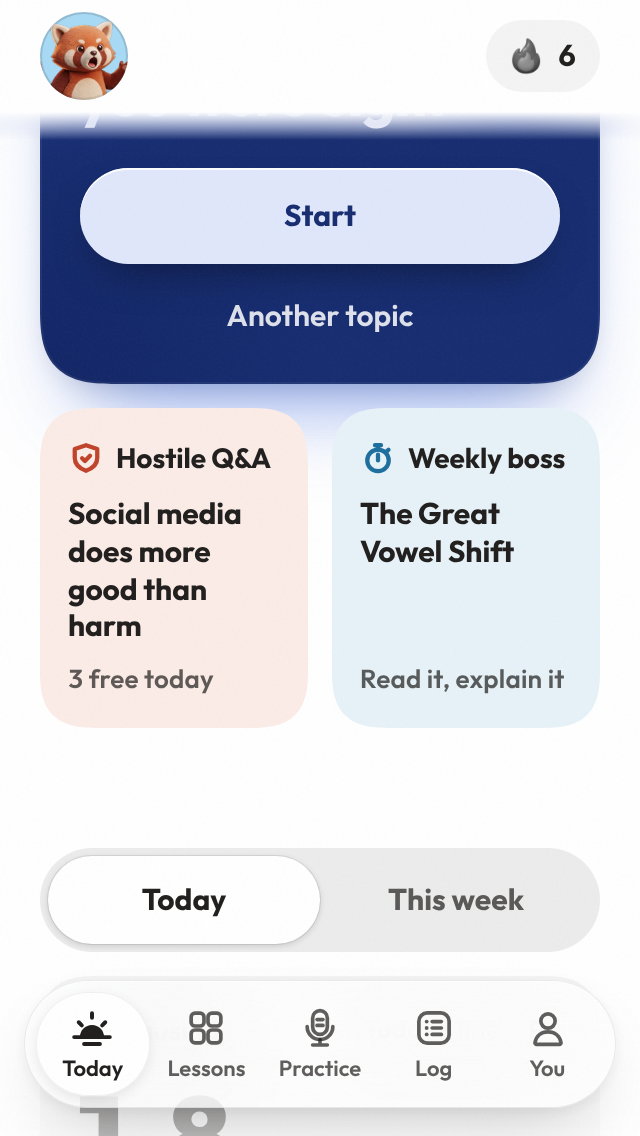 6
Start
Another topic
Hostile Q&A
Social media
does more
good than
harm
3 free today
Weekly boss
The Great
Vowel Shift
Read it, explain it
Today
This week
Today
Lessons
Practice
Log
You